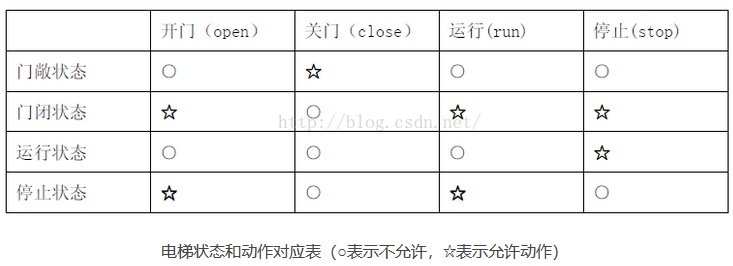 开门（open） 关门（close） 运行(run) 停止(stop)
门敞状态 ○ ☆ ○ ○
门闭状态 ☆ ○ ☆ ☆
http://blog.csdn.net/
运行状态 ○ ○ ○ ☆
停止状态 ☆ ○ ☆ ○
电梯状态和动作对应表（○表示不允许，☆表示允许动作）